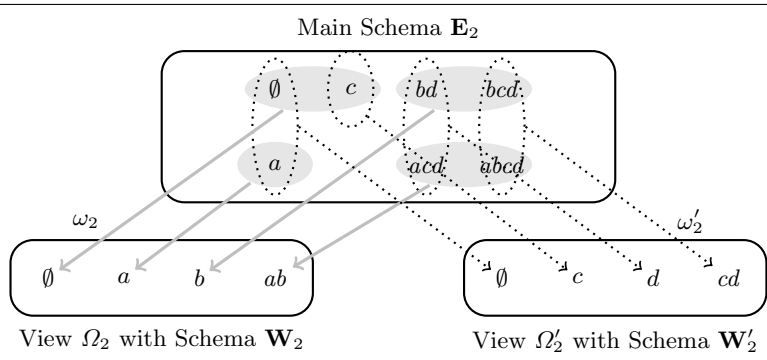 Main Schema E₂
∅ c bd bcd
a acd abcd
ω₂ ω′₂
∅ a b ab ∅ c d cd
View Ω₂ with Schema W₂ View Ω′₂ with Schema W′₂